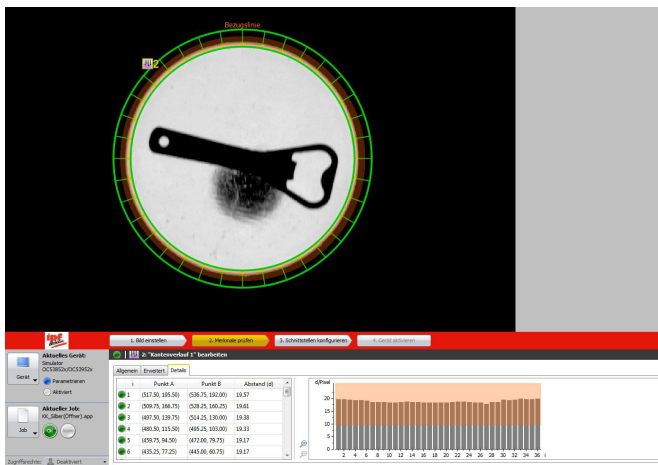 Bezugslinie
2
ipf
1. Bild einstellen
2. Merkmale prüfen
3. Schnittstellen konfigurieren
4. Gerät aktivieren
Aktuelles Gerät:
Simulator
OC53852x/OC53952x
Gerät
Parametrieren
Aktiviert
Aktueller Job:
KK_Silber(Öffner).app
Job
Zugriffsrechte:
Deaktiviert
2: "Kantenverlauf 1" bearbeiten
Allgemein Erweitert Details
i Punkt A Punkt B Abstand (d)
1 (517.50, 195.50) (536.75, 192.00) 19.57
2 (509.75, 166.75) (528.25, 160.25) 19.61
3 (497.50, 139.75) (514.25, 130.00) 19.38
4 (480.50, 115.50) (495.25, 103.00) 19.33
5 (459.75, 94.50) (472.00, 79.75) 19.17
6 (435.25, 77.25) (445.00, 60.75) 19.17
d/Pixel
20
15
10
5
0
2 4 6 8 10 12 14 16 18 20 22 24 26 28 30 32 34 36 i